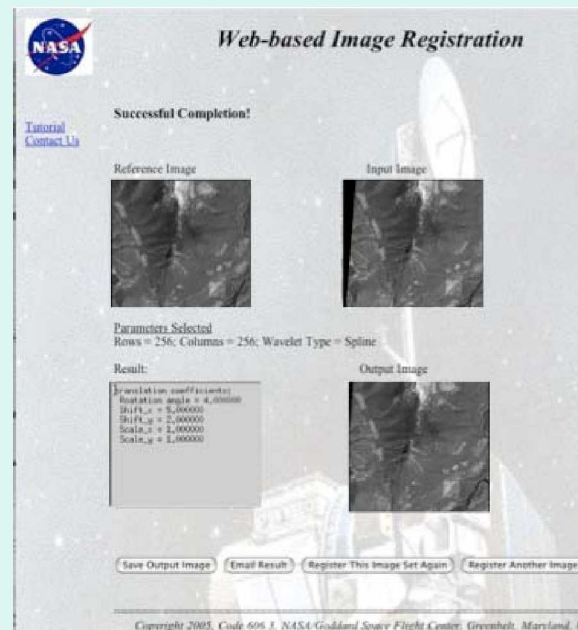 NASA
Web-based Image Registration
Successful Completion!
Tutorial
Contact Us
Reference Image
Input Image
Parameters Selected
Rows = 256; Columns = 256; Wavelet Type = Spline
Result:
Output Image
Translation coefficients:
Roatation angle = 4.000000
Shift_x = 5.000000
Shift_y = 2.000000
Scale_x = 1.000000
Scale_y = 1.000000
Save Output Image
Email Result
Register This Image Set Again
Register Another Image
Copyright 2005, Code 606.3, NASA/Goddard Space Flight Center, Greenbelt, Maryland,